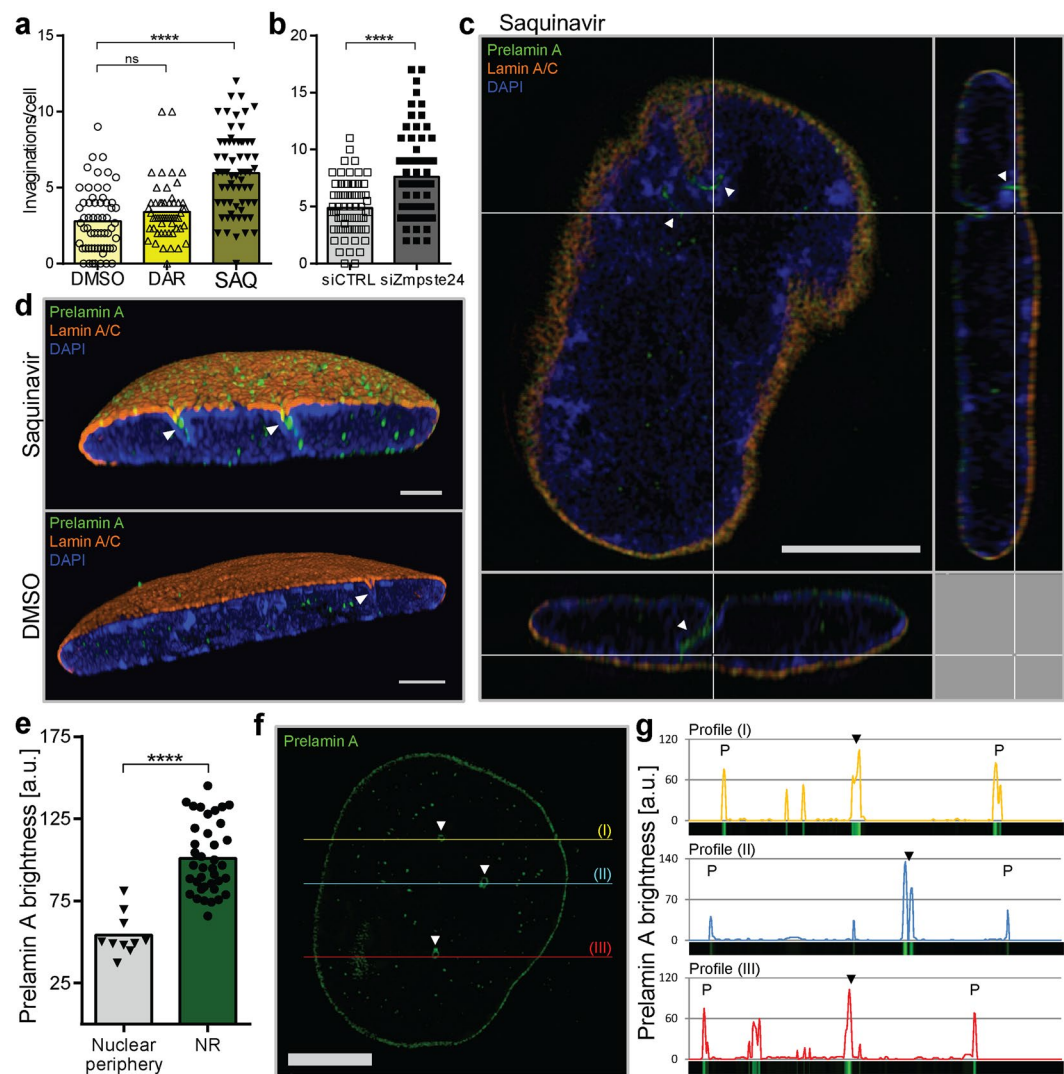 a
15
10
5
0
Invaginations/cell
****
ns
DMSO
DAR
SAQ
b
20
15
10
5
0
****
siCTRL
siZmpste24
c
Saquinavir
Prelamin A
Lamin A/C
DAPI
d
Saquinavir
Prelamin A
Lamin A/C
DAPI
DMSO
Prelamin A
Lamin A/C
DAPI
e
175
125
75
25
Prelamin A brightness [a.u.]
****
Nuclear
periphery
NR
f
Prelamin A
(I)
(II)
(III)
g
Prelamin A brightness [a.u.]
Profile (I)
120
60
0
P
P
Profile (II)
140
70
0
P
P
Profile (III)
120
60
0
P
P